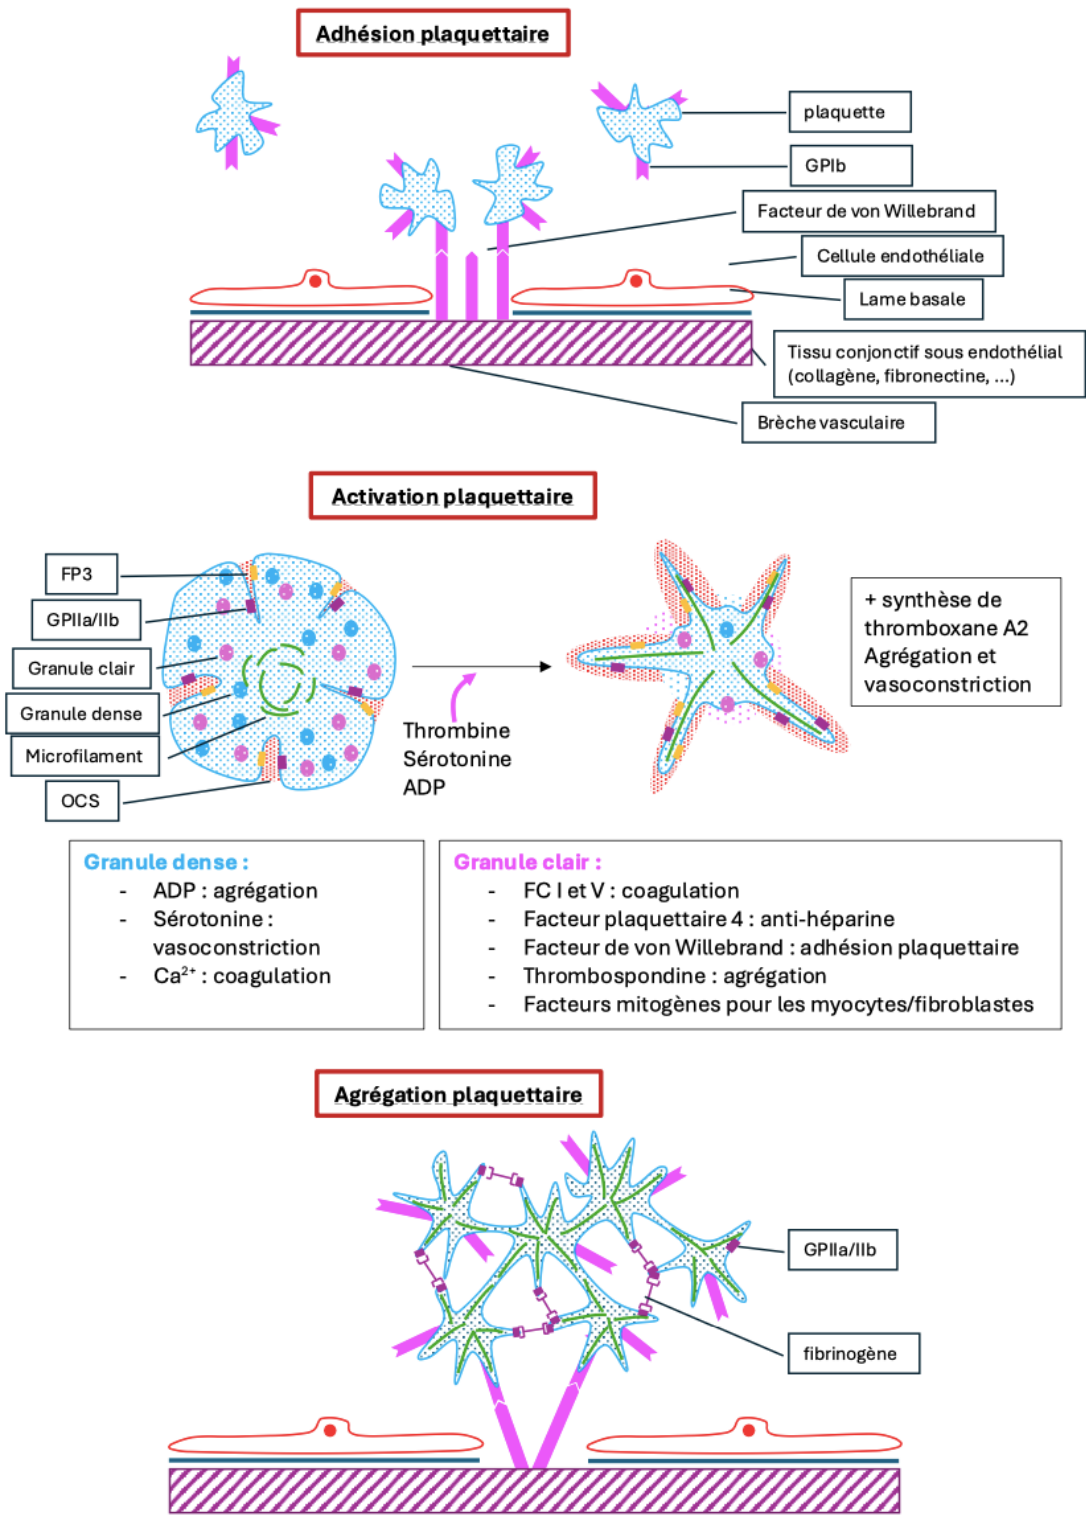 Adhésion plaquettaire
plaquette
GPIb
Facteur de von Willebrand
Cellule endothéliale
Lame basale
Tissu conjonctif sous endothélial
(collagène, fibronectine, ...)
Brèche vasculaire
Activation plaquettaire
FP3
GPIIa/IIb
Granule clair
Granule dense
Microfilament
OCS
Thrombine
Sérotonine
ADP
+ synthèse de
thromboxane A2
Agrégation et
vasoconstriction
Granule dense :
- ADP : agrégation
- Sérotonine :
vasoconstriction
- Ca²⁺ : coagulation
Granule clair :
- FC I et V : coagulation
- Facteur plaquettaire 4 : anti-héparine
- Facteur de von Willebrand : adhésion plaquettaire
- Thrombospondine : agrégation
- Facteurs mitogènes pour les myocytes/fibroblastes
Agrégation plaquettaire
GPIIa/IIb
fibrinogène